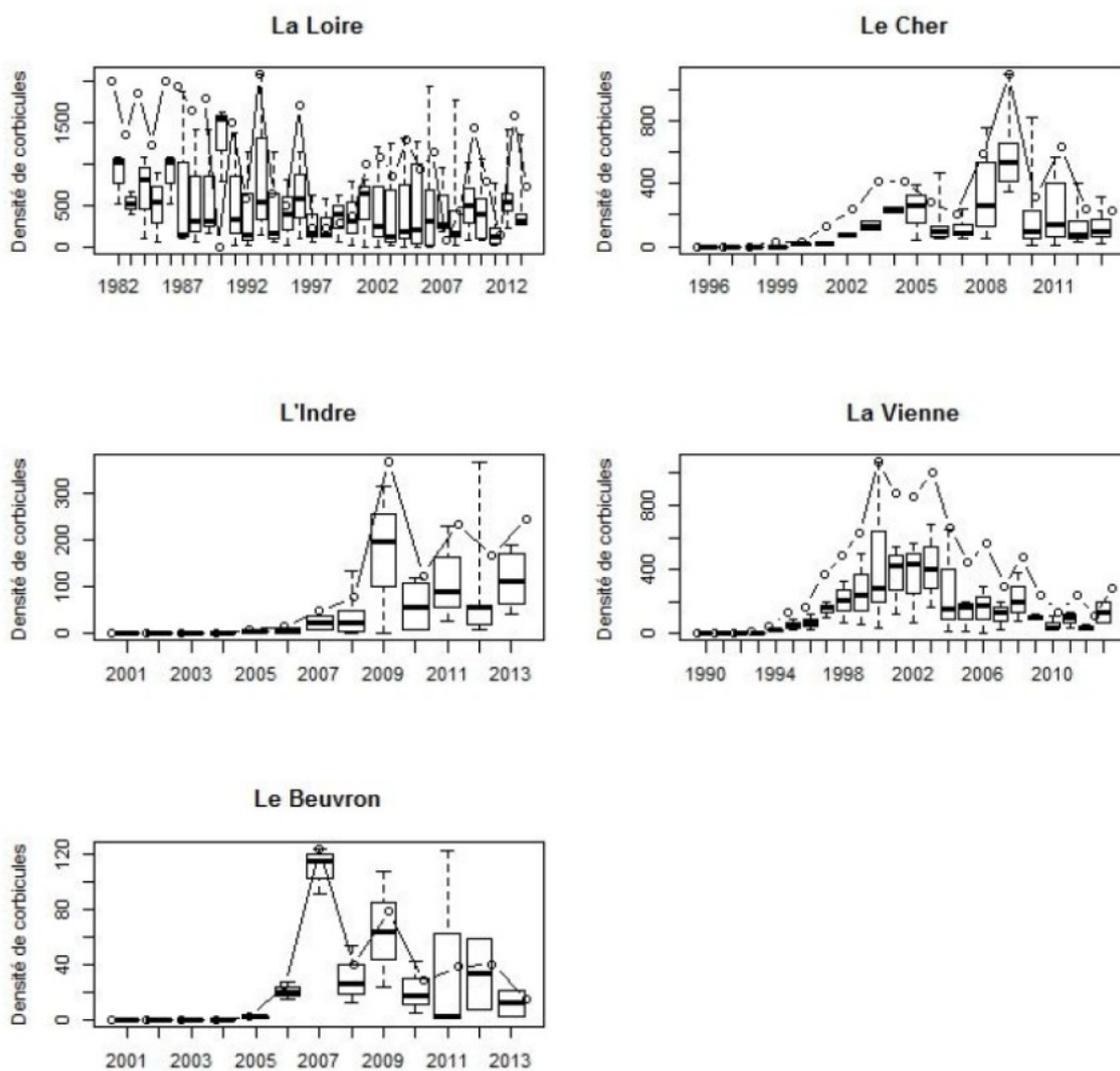 La Loire
Densité de corbicules
0 500 1500
1982 1987 1992 1997 2002 2007 2012
Le Cher
Densité de corbicules
0 400 800
1996 1999 2002 2005 2008 2011
L'Indre
Densité de corbicules
0 100 200 300
2001 2003 2005 2007 2009 2011 2013
La Vienne
Densité de corbicules
0 400 800
1990 1994 1998 2002 2006 2010
Le Beuvron
Densité de corbicules
0 40 80 120
2001 2003 2005 2007 2009 2011 2013